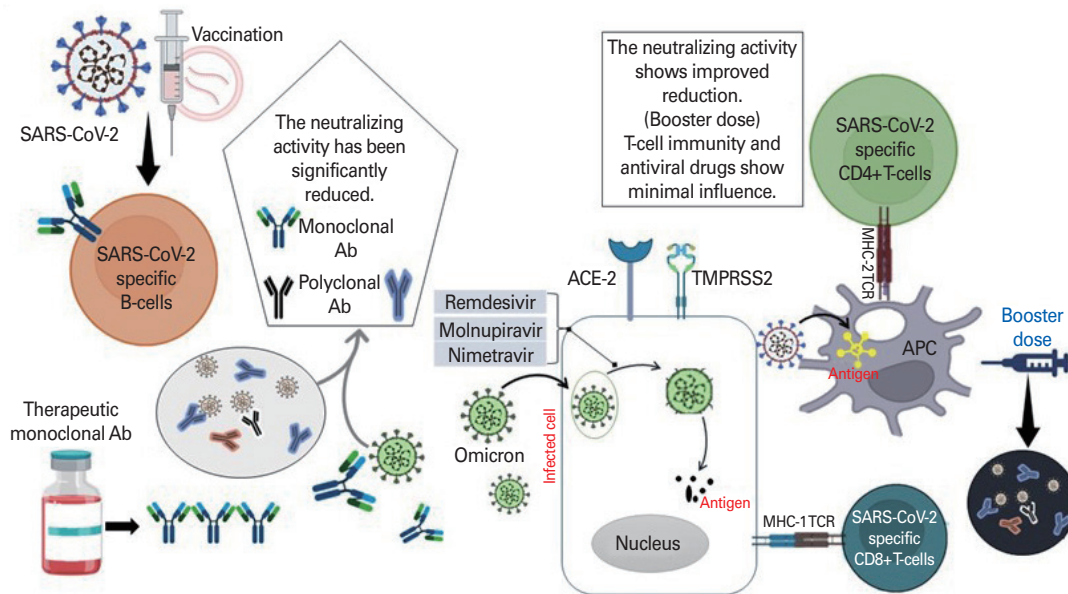 Vaccination
SARS-CoV-2
SARS-CoV-2
specific
B-cells
Therapeutic
monoclonal Ab
The neutralizing
activity has been
significantly
reduced.
Monoclonal
Ab
Polyclonal
Ab
The neutralizing activity
shows improved
reduction.
(Booster dose)
T-cell immunity and
antiviral drugs show
minimal influence.
SARS-CoV-2
specific
CD4+ T-cells
MHC-2TCR
ACE-2
TMPRSS2
Remdesivir
Molnupiravir
Nimetravir
Omicron
Infected cell
Antigen
Nucleus
APC
Antigen
Booster
dose
MHC-1TCR
SARS-CoV-2
specific
CD8+T-cells